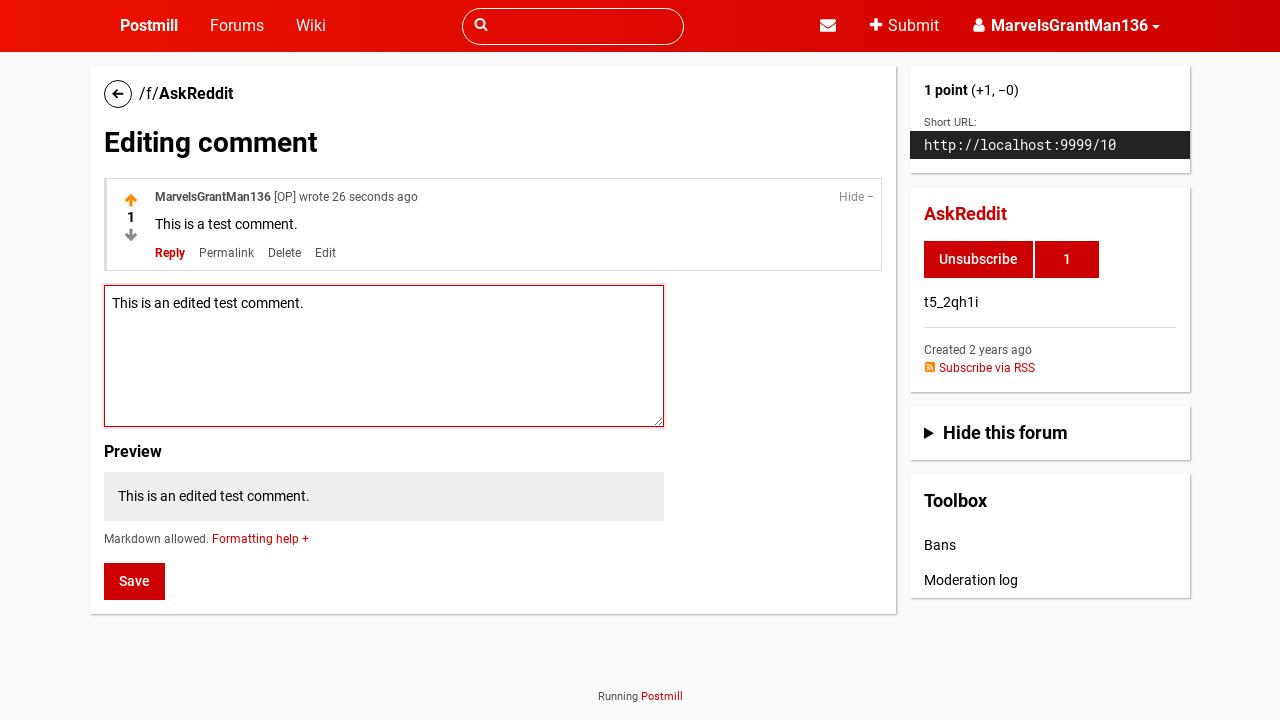 Postmill
Forums
Wiki
Submit
MarvelsGrantMan136
/f/AskReddit
Editing comment
MarvelsGrantMan136 [OP] wrote 26 seconds ago
Hide −
1
This is a test comment.
Reply Permalink Delete Edit
This is an edited test comment.
Preview
This is an edited test comment.
Markdown allowed. Formatting help +
Save
1 point (+1, −0)
Short URL:
http://localhost:9999/10
AskReddit
Unsubscribe 1
t5_2qh1i
Created 2 years ago
Subscribe via RSS
Hide this forum
Toolbox
Bans
Moderation log
Running Postmill